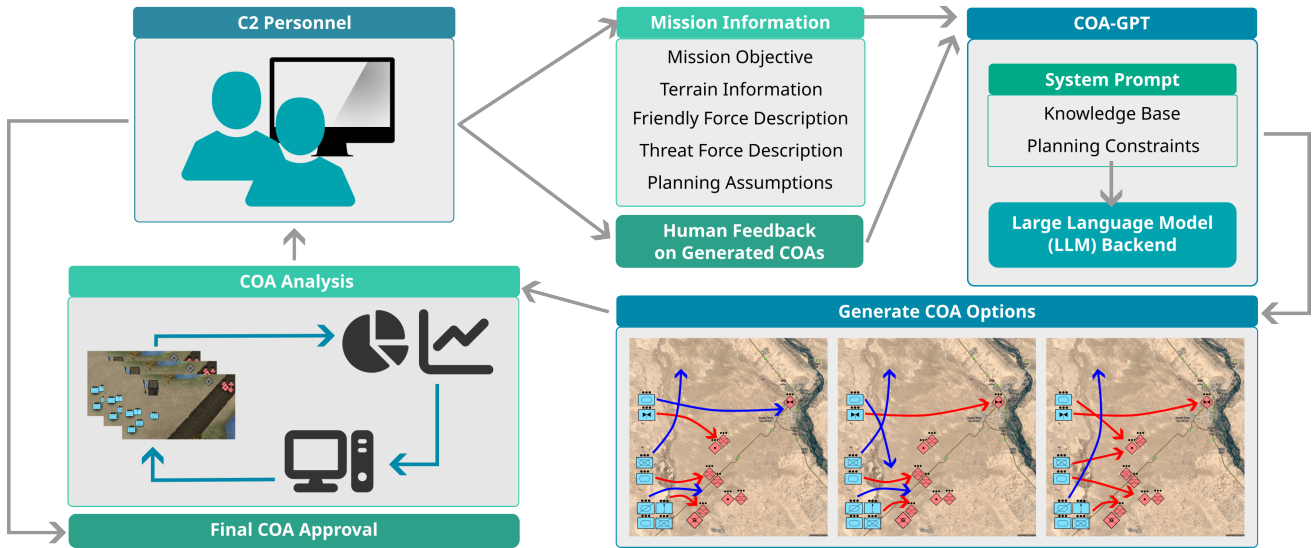 C2 Personnel
Mission Information
Mission Objective
Terrain Information
Friendly Force Description
Threat Force Description
Planning Assumptions
Human Feedback
on Generated COAs
COA-GPT
System Prompt
Knowledge Base
Planning Constraints
Large Language Model
(LLM) Backend
COA Analysis
Final COA Approval
Generate COA Options